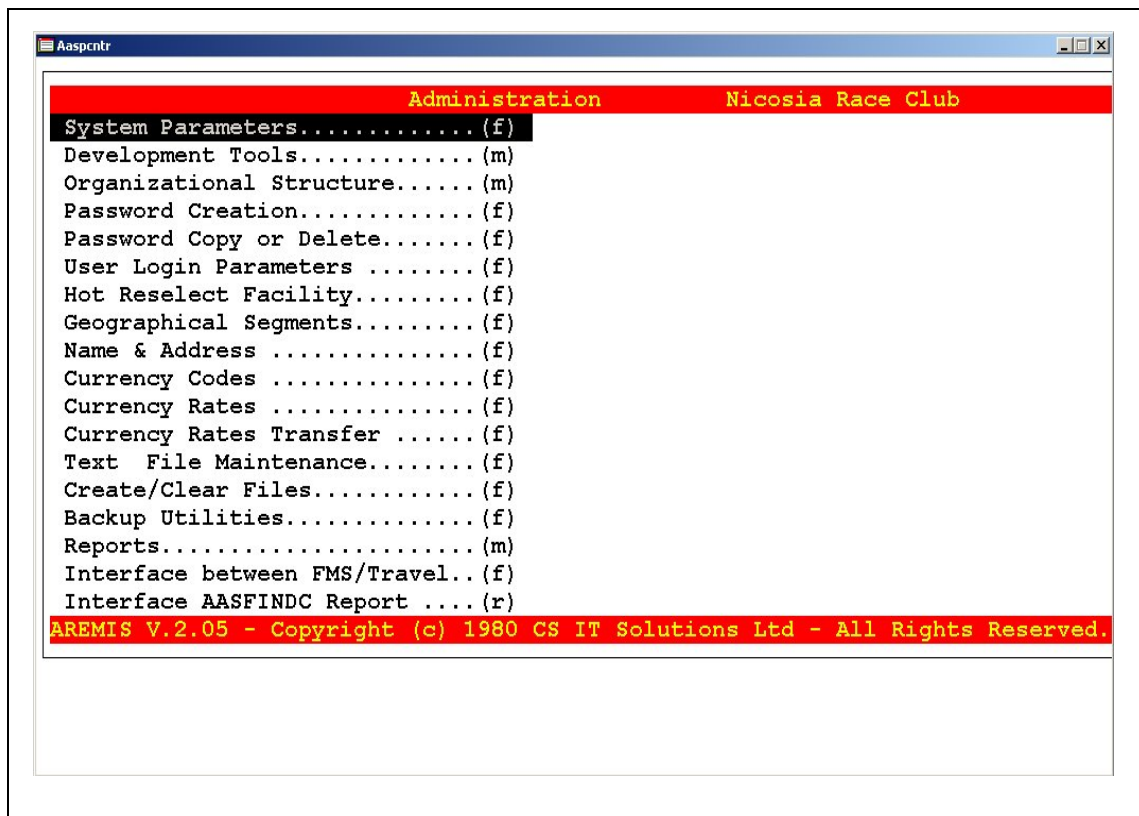 Aaspcntr
Administration Nicosia Race Club
System Parameters.............(f)
Development Tools.............(m)
Organizational Structure......(m)
Password Creation.............(f)
Password Copy or Delete.......(f)
User Login Parameters ........(f)
Hot Reselect Facility.........(f)
Geographical Segments.........(f)
Name & Address ...............(f)
Currency Codes ...............(f)
Currency Rates ...............(f)
Currency Rates Transfer ......(f)
Text  File Maintenance........(f)
Create/Clear Files............(f)
Backup Utilities..............(f)
Reports.......................(m)
Interface between FMS/Travel..(f)
Interface AASFINDC Report ....(r)
AREMIS V.2.05 - Copyright (c) 1980 CS IT Solutions Ltd - All Rights Reserved.